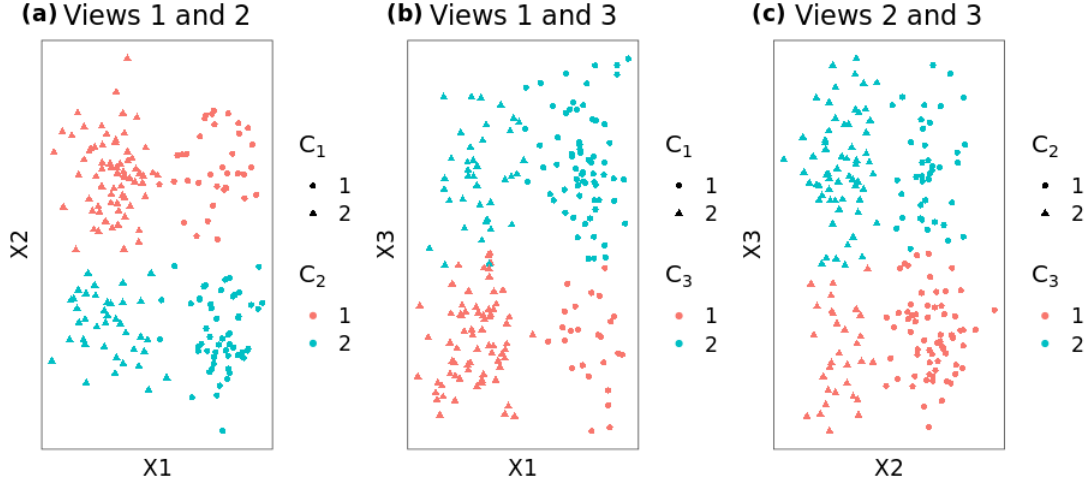 (a) Views 1 and 2
X2
X1
C1
1
2
C2
1
2
(b) Views 1 and 3
X3
X1
C1
1
2
C3
1
2
(c) Views 2 and 3
X3
X2
C2
1
2
C3
1
2